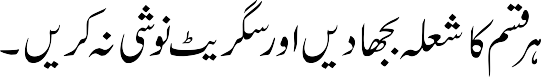 ہر قسم کا شعلہ بجھا دیں اور سگریٹ نوشی نہ کریں۔